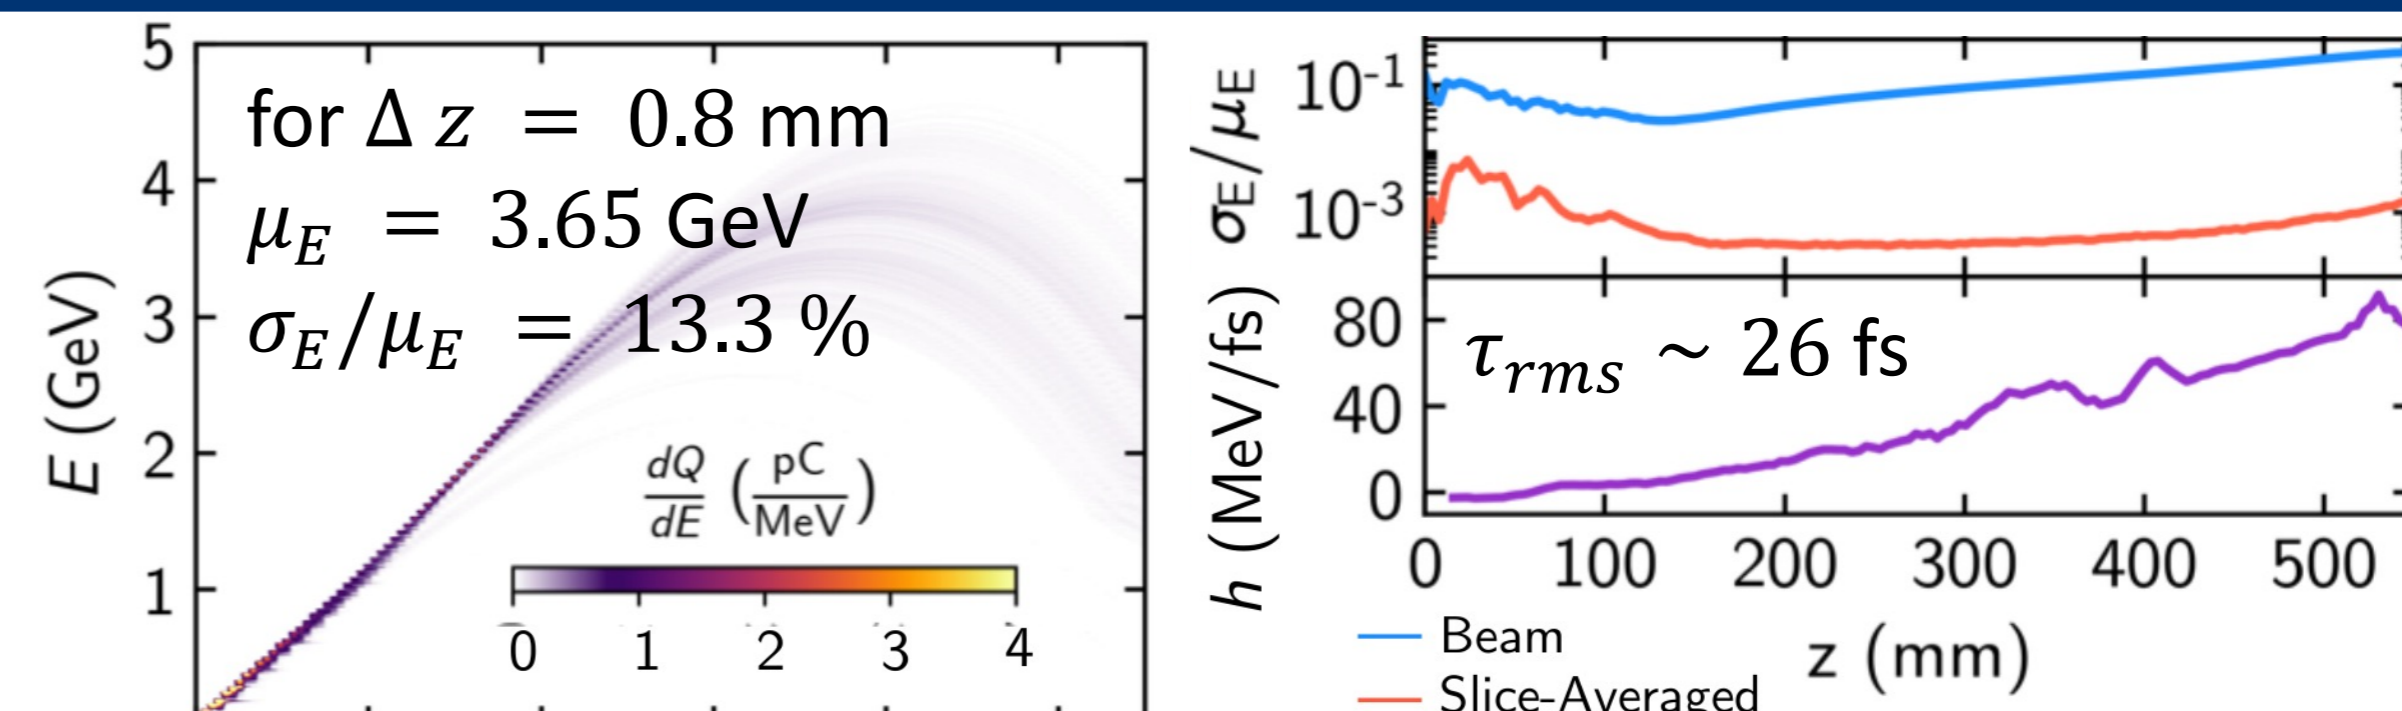 5
4
3
2
1
E (GeV)
for Δ z = 0.8 mm
μ_E = 3.65 GeV
σ_E/μ_E = 13.3 %
dQ/dE (pC/MeV)
0 1 2 3 4
σ_E/μ_E
10^-1
10^-3
h (MeV/fs)
80
40
0
τ_rms ~ 26 fs
0 100 200 300 400 500
z (mm)
Beam
Slice-Averaged